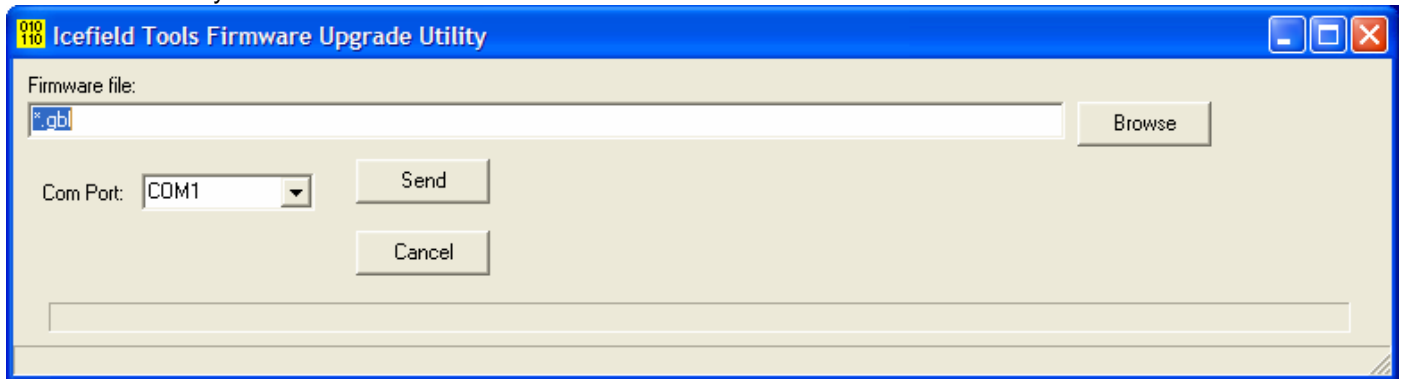 010
110
Icefield Tools Firmware Upgrade Utility
Firmware file:
*.gbl
Browse
Com Port: COM1
Send
Cancel